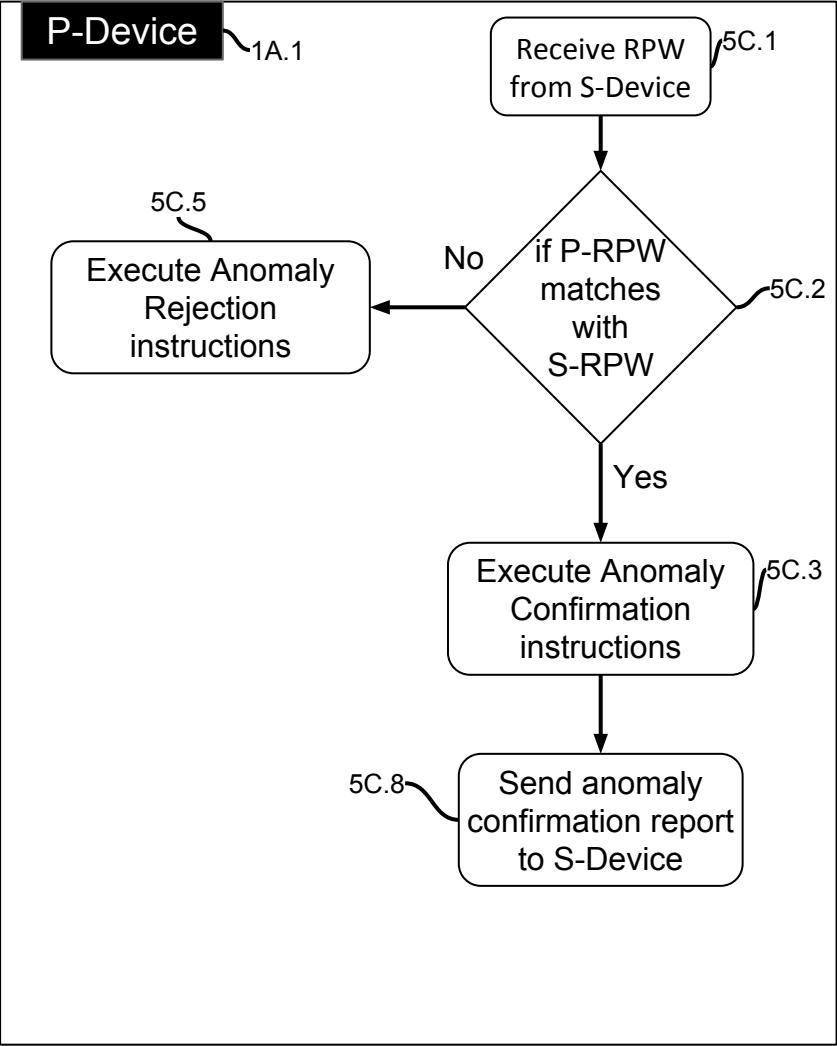 P-Device
1A.1
Receive RPW
from S-Device
5C.1
5C.5
Execute Anomaly
Rejection
instructions
No
if P-RPW
matches
with
S-RPW
5C.2
Yes
Execute Anomaly
Confirmation
instructions
5C.3
5C.8
Send anomaly
confirmation report
to S-Device